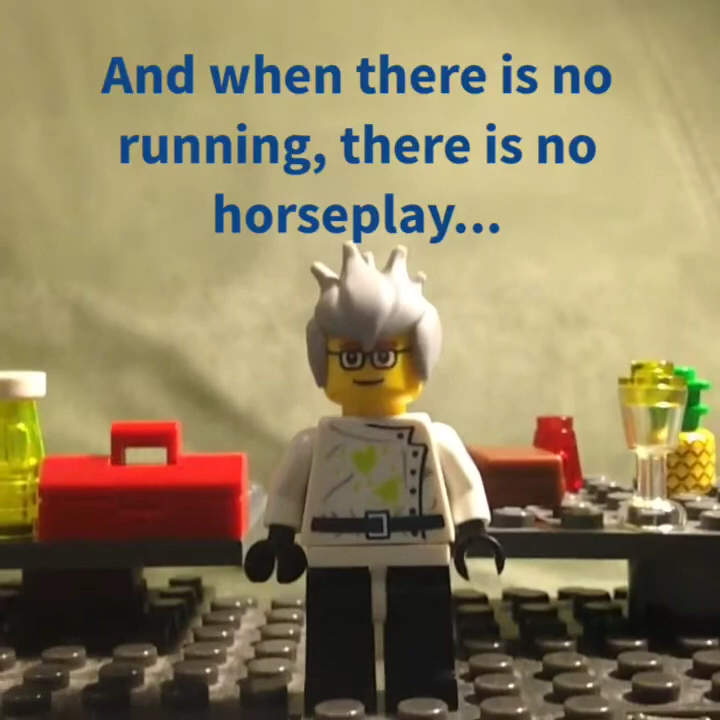 And when there is no
running, there is no
horseplay...